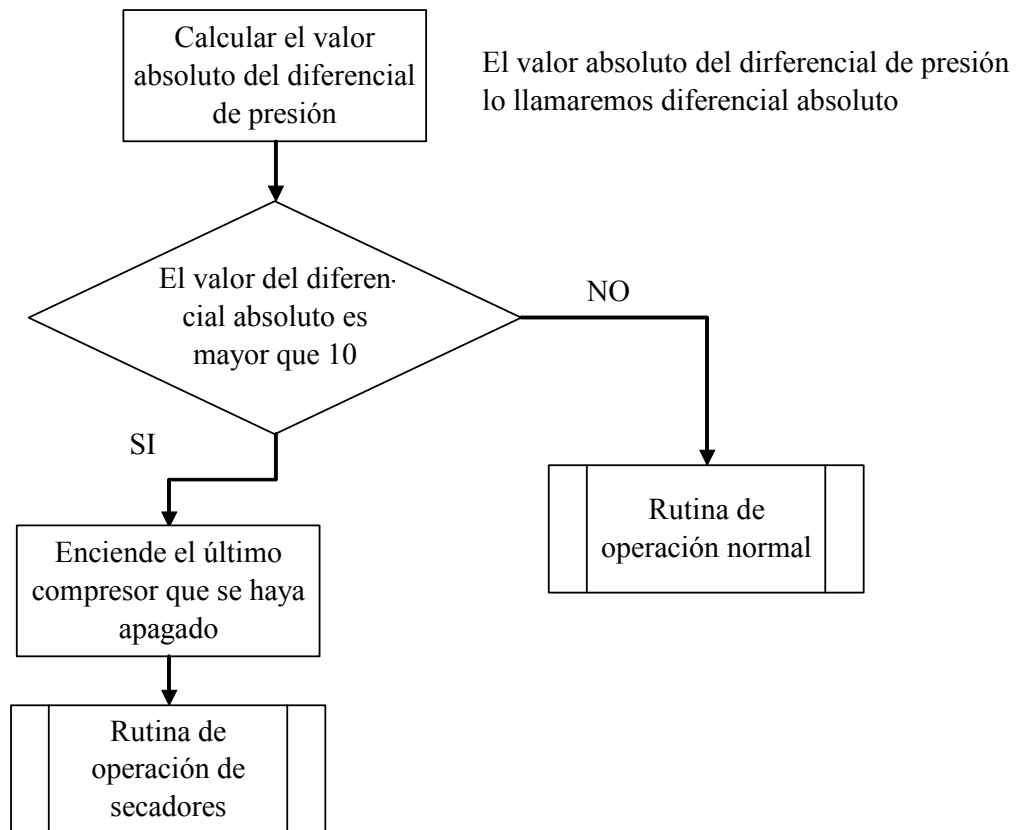 Calcular el valor
absoluto del diferencial
de presión
El valor absoluto del dirferencial de presión
lo llamaremos diferencial absoluto
El valor del diferen-
cial absoluto es
mayor que 10
NO
SI
Rutina de
operación normal
Enciende el último
compresor que se haya
apagado
Rutina de
operación de
secadores